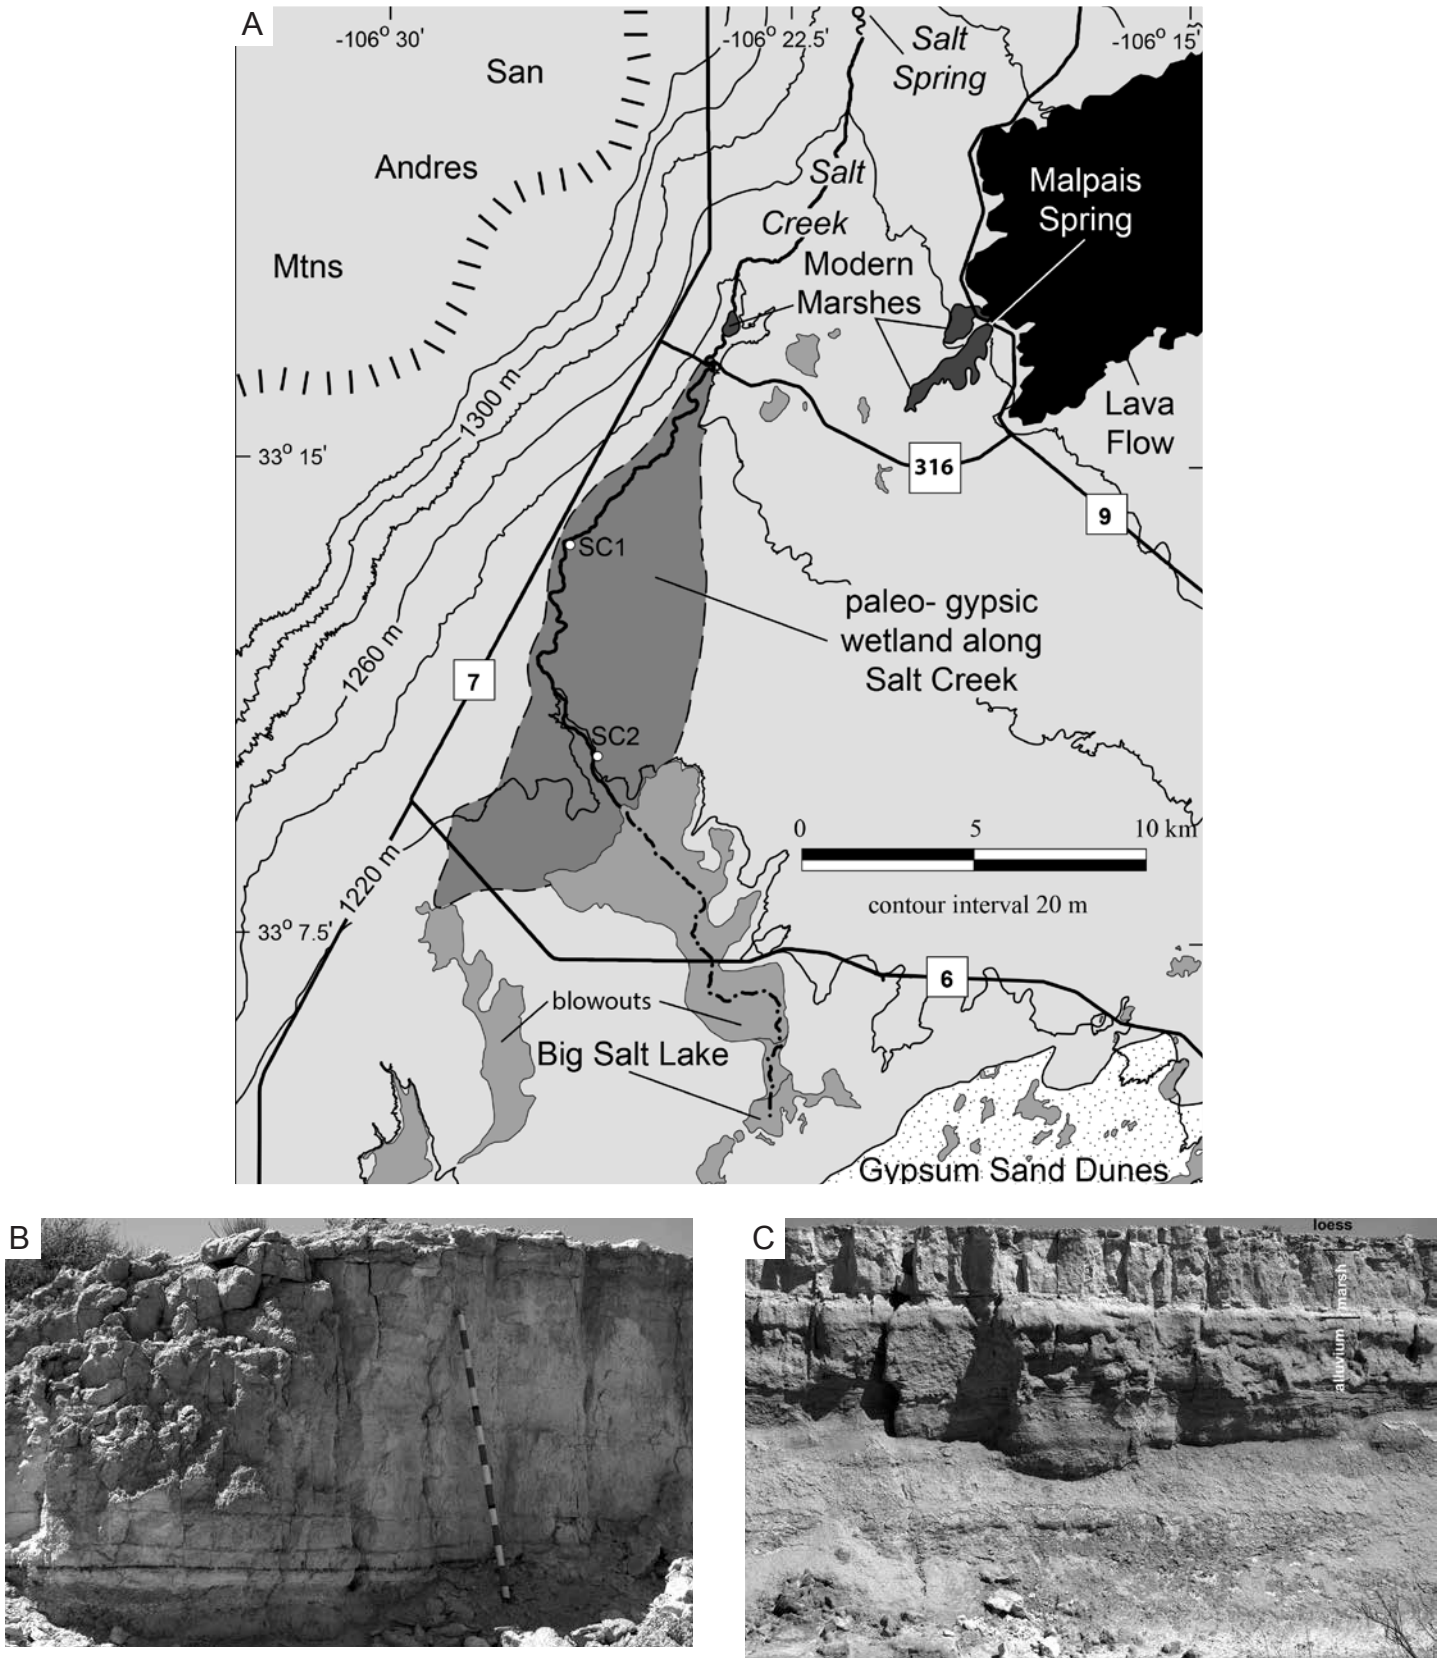 A
-106° 30'
-106° 22.5'
-106° 15'
Salt
Spring
San
Andres
Mtns
Salt
Creek
Malpais
Spring
Modern
Marshes
1300 m
Lava
Flow
33° 15'
316
9
SC1
paleo- gypsic
wetland along
Salt Creek
1260 m
7
SC2
0 5 10 km
contour interval 20 m
1220 m
33° 7.5'
6
blowouts
Big Salt Lake
Gypsum Sand Dunes
B
C
loess
marsh
alluvium